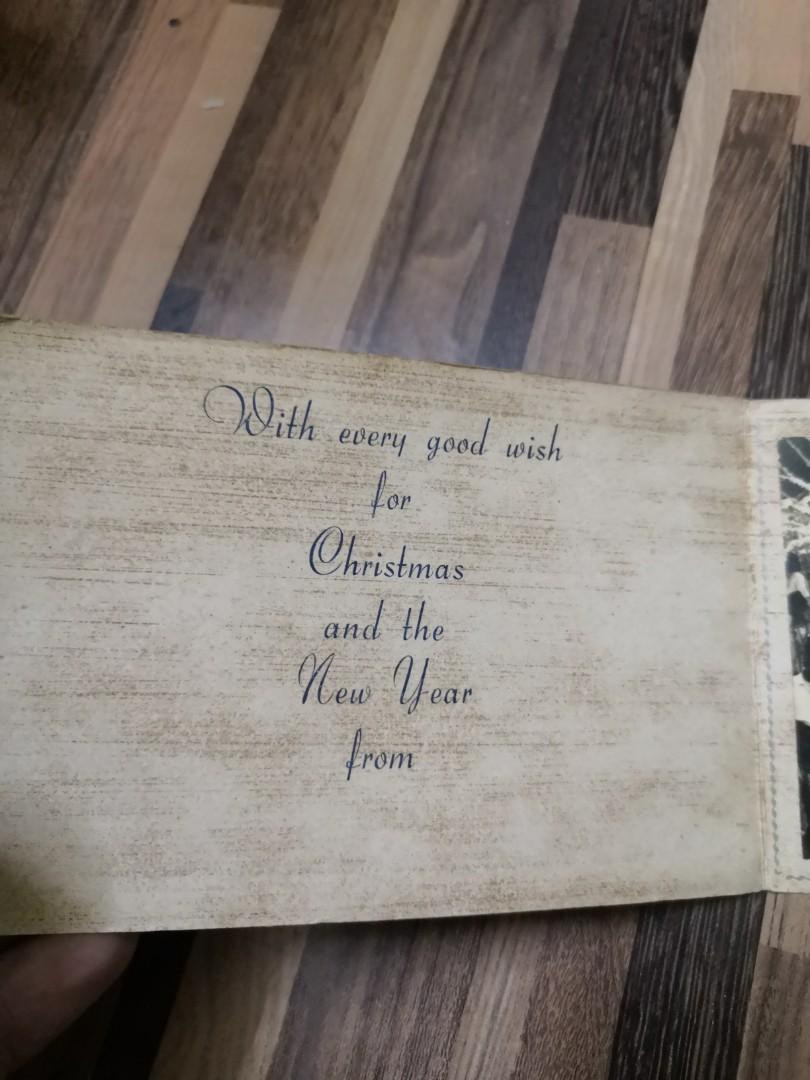 With every good wish
for
Christmas
and the
New Year
from